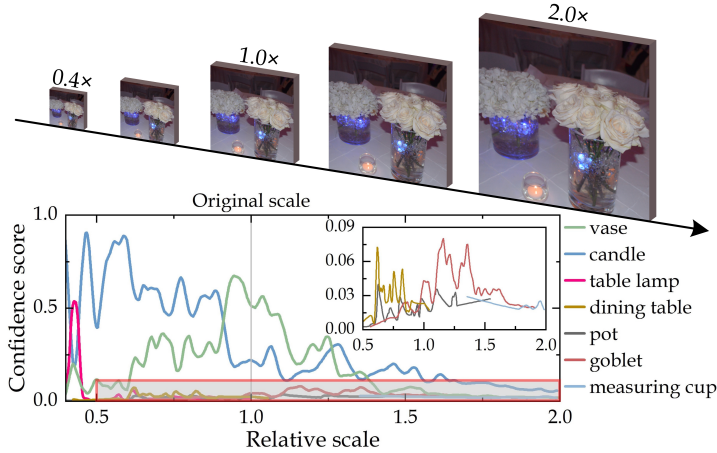 2.0×
1.0×
0.4×
Original scale
1.0
0.5
0.0
Confidence score
0.5
1.0
1.5
2.0
Relative scale
0.09
0.06
0.03
0.00
0.5
1.0
1.5
2.0
vase
candle
table lamp
dining table
pot
goblet
measuring cup